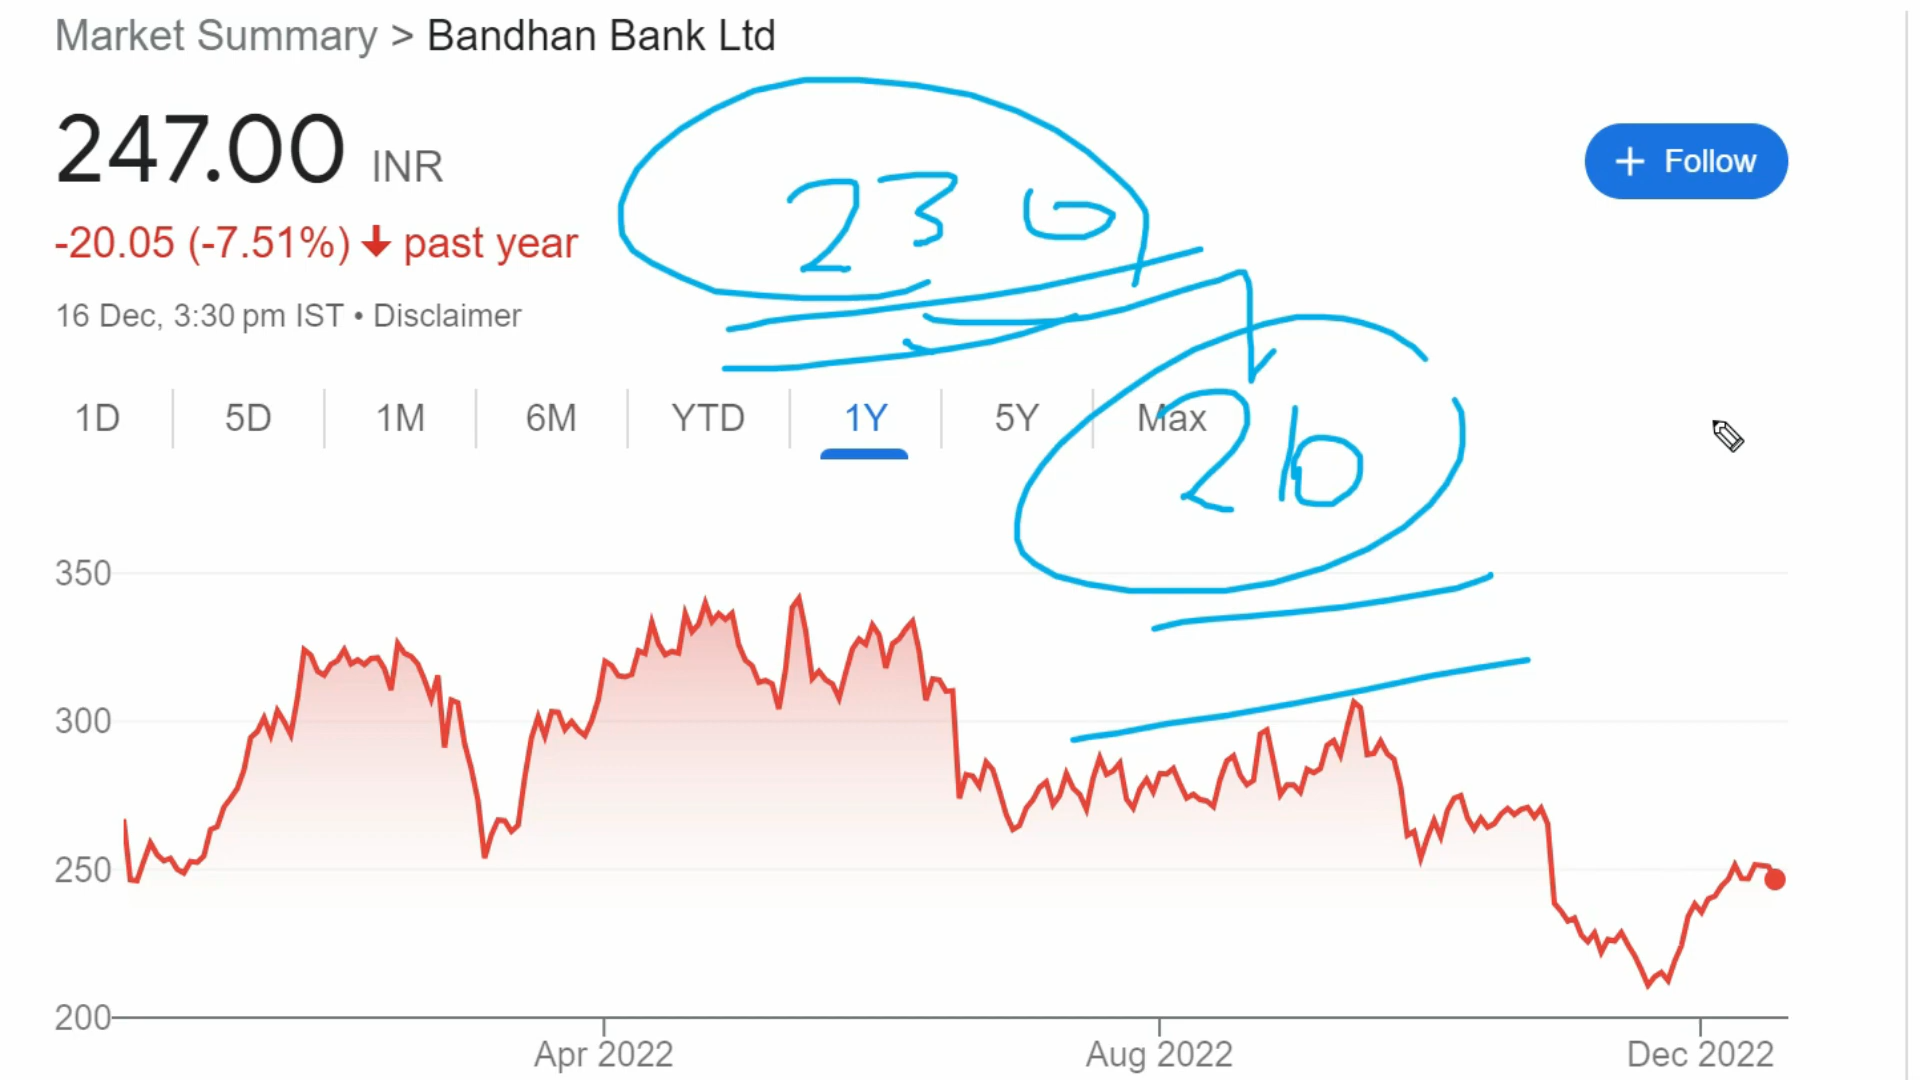 Market Summary > Bandhan Bank Ltd
247.00 INR
+ Follow
230
-20.05 (-7.51%) ↓ past year
16 Dec, 3:30 pm IST • Disclaimer
1D 5D 1M 6M YTD 1Y 5Y Max
210
350
300
250
200
Apr 2022 Aug 2022 Dec 2022